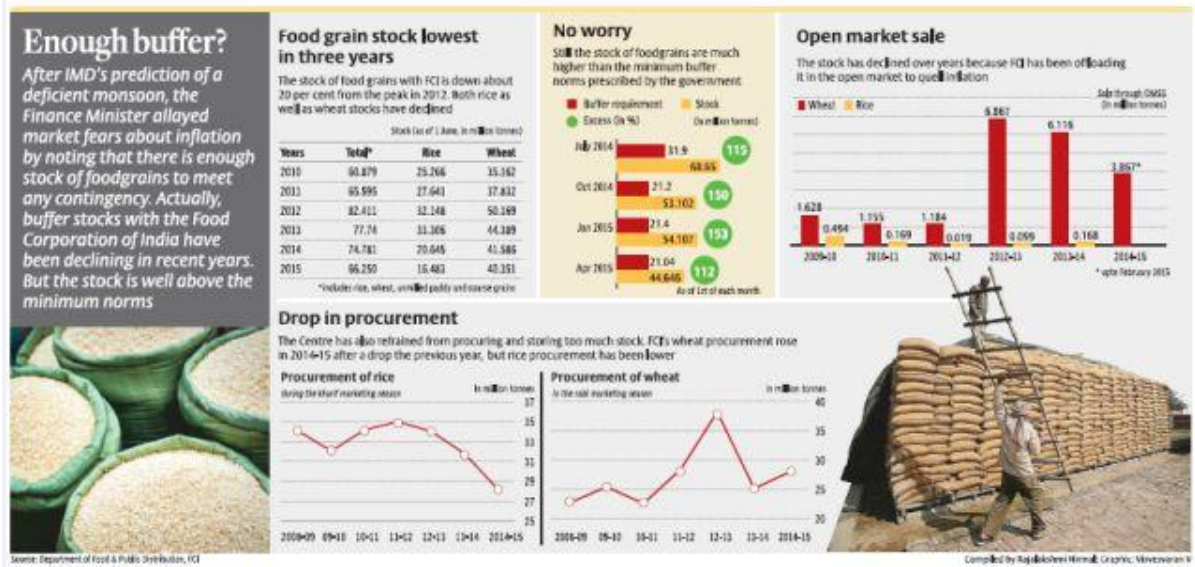 Enough buffer?
After IMD's prediction of a
deficient monsoon, the
Finance Minister allayed
market fears about inflation
by noting that there is enough
stock of foodgrains to meet
any contingency. Actually,
buffer stocks with the Food
Corporation of India have
been declining in recent years.
But the stock is well above the
minimum norms
Food grain stock lowest
in three years
The stock of food grains with FCI is down about
20 per cent from the peak in 2012. Both rice as
well as wheat stocks have declined
Stock (as of 1 June, in million tonnes)
Years Total* Rice Wheat
2010 60.879 25.266 35.162
2011 65.595 27.641 37.832
2012 82.411 32.148 50.169
2013 77.74 33.306 44.389
2014 74.781 20.645 41.586
2015 66.250 16.483 40.351
*includes rice, wheat, unmilled paddy and coarse grains
No worry
Still the stock of foodgrains are much
higher than the minimum buffer
norms prescribed by the government
Buffer requirement Stock
Excess (in %) (in million tonnes)
July 2014 31.9 115
Oct 2014 21.2 53.102 150
Jan 2015 21.4 54.107 153
Apr 2015 21.04 44.646 112
As of 1st of each month
Open market sale
The stock has declined over years because FCI has been offloading
it in the open market to quell inflation
Sale through OMSS
Wheat Rice (in million tonnes)
1.628 0.494 1.155 0.169 1.184 0.019 6.867 0.099 6.116 0.168 3.867*
2009-10 2010-11 2011-12 2012-13 2013-14 2014-15
* upto February 2015
Drop in procurement
The Centre has also refrained from procuring and storing too much stock. FCI's wheat procurement rose
in 2014-15 after a drop the previous year, but rice procurement has been lower
Procurement of rice
during the kharif marketing season In million tonnes
37
35
33
31
29
27
25
2008-09 09-10 10-11 11-12 12-13 13-14 2014-15
Procurement of wheat
in the rabi marketing season In million tonnes
40
35
30
25
20
2008-09 09-10 10-11 11-12 12-13 13-14 2014-15
Source: Department of Food & Public Distribution, FCI
Compiled by Rajalakshmi Nirmal; Graphic: Visveswaran V